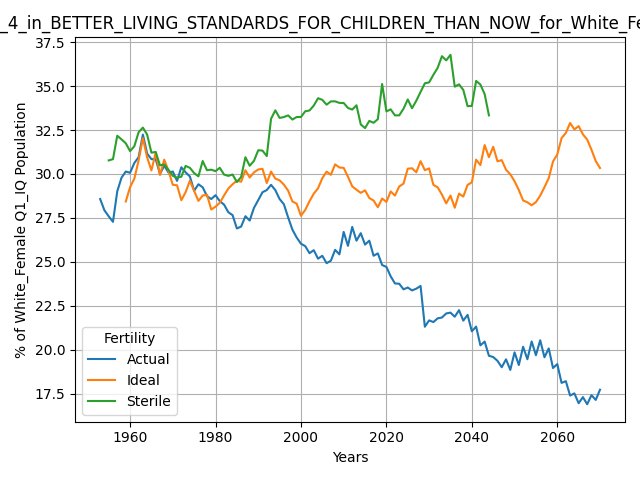 _4_in_BETTER_LIVING_STANDARDS_FOR_CHILDREN_THAN_NOW_for_White_Fe
37.5
35.0
32.5
30.0
27.5
25.0
22.5
20.0
17.5
% of White_Female Q1_IQ Population
Fertility
Actual
Ideal
Sterile
1960
1980
2000
2020
2040
2060
Years